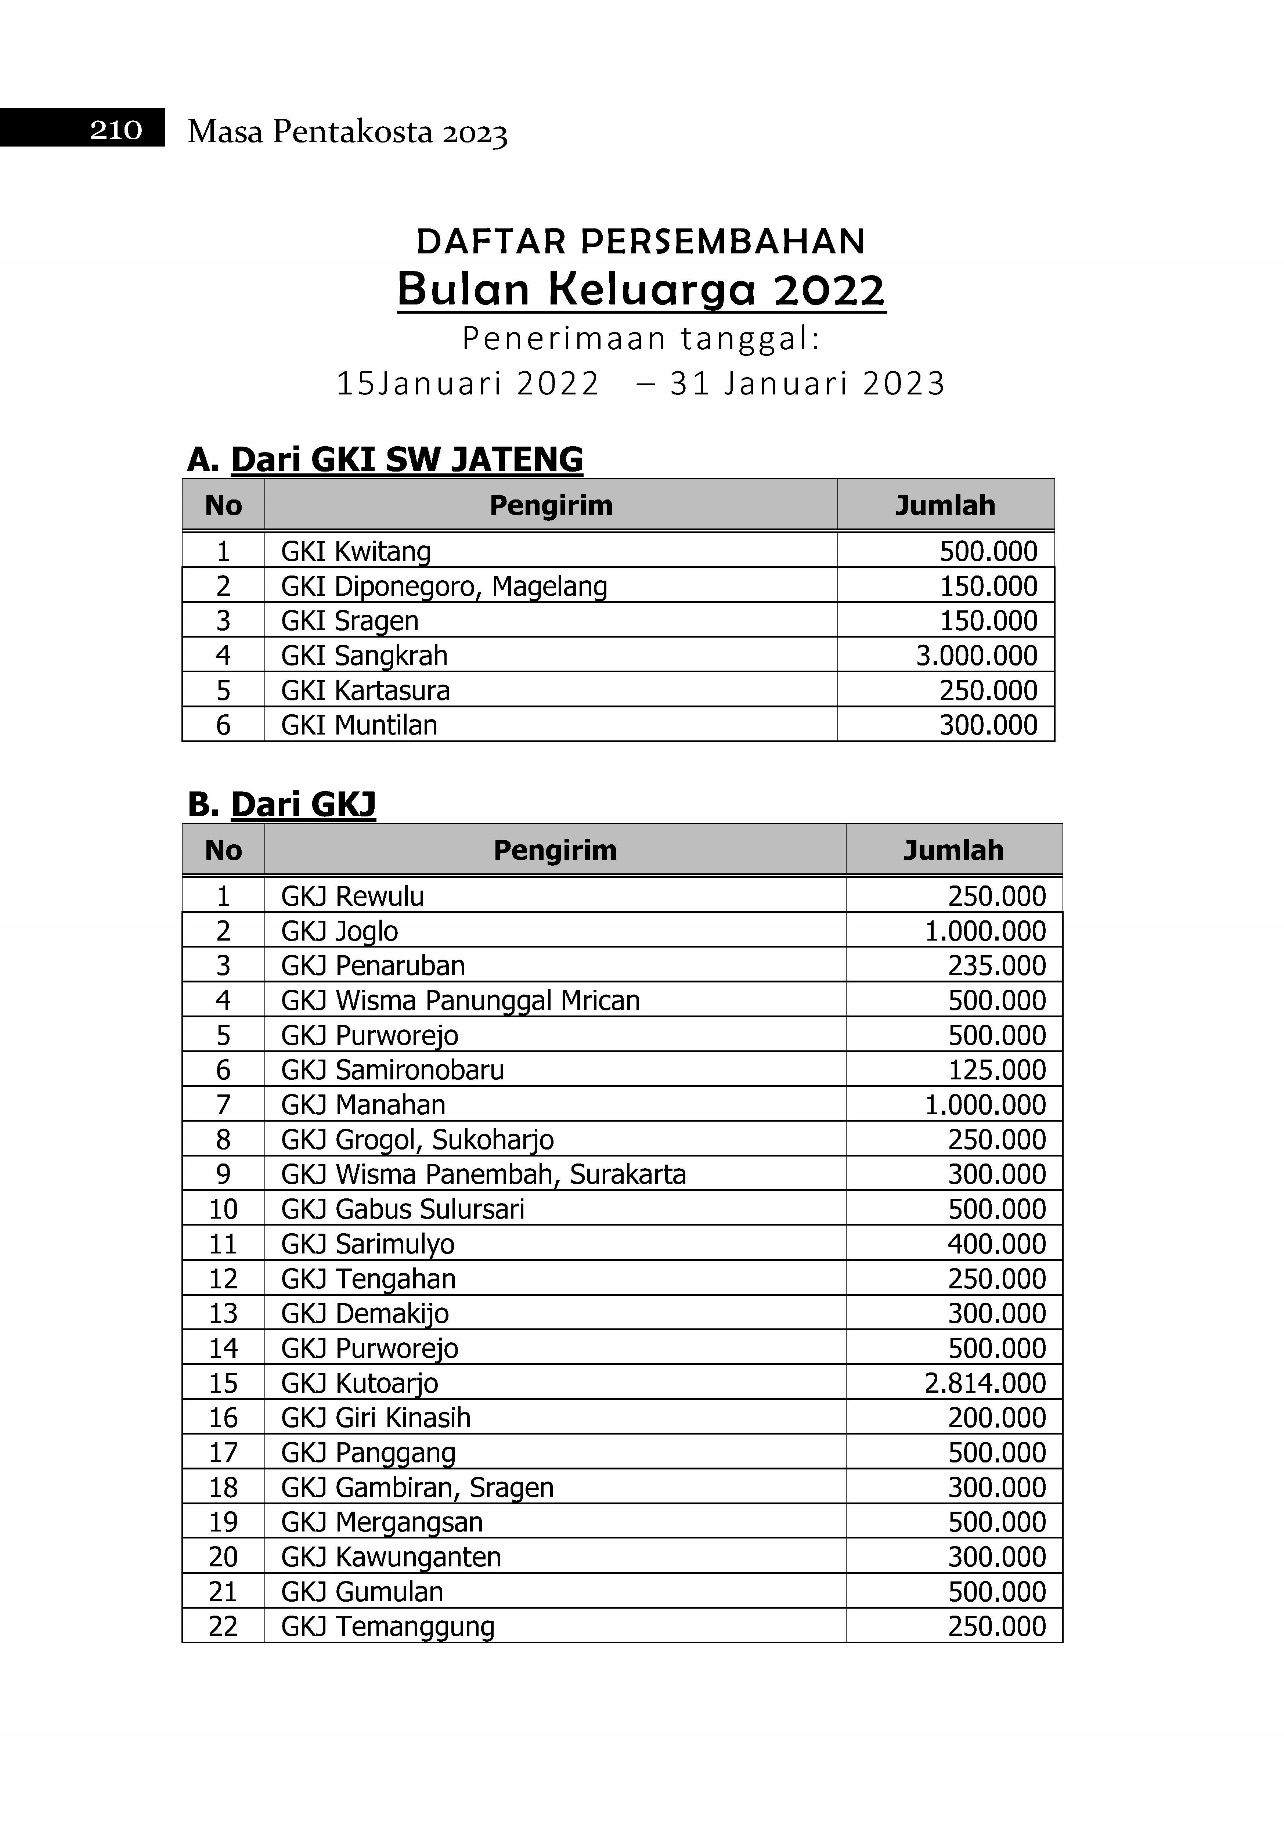 210 Masa Pentakosta 2023
DAFTAR PERSEMBAHAN
Bulan Keluarga 2022
Penerimaan tanggal:
15Januari 2022 – 31 Januari 2023
A. Dari GKI SW JATENG
No Pengirim Jumlah
1 GKI Kwitang 500.000
2 GKI Diponegoro, Magelang 150.000
3 GKI Sragen 150.000
4 GKI Sangkrah 3.000.000
5 GKI Kartasura 250.000
6 GKI Muntilan 300.000
B. Dari GKJ
No Pengirim Jumlah
1 GKJ Rewulu 250.000
2 GKJ Joglo 1.000.000
3 GKJ Penaruban 235.000
4 GKJ Wisma Panunggal Mrican 500.000
5 GKJ Purworejo 500.000
6 GKJ Samironobaru 125.000
7 GKJ Manahan 1.000.000
8 GKJ Grogol, Sukoharjo 250.000
9 GKJ Wisma Panembah, Surakarta 300.000
10 GKJ Gabus Sulursari 500.000
11 GKJ Sarimulyo 400.000
12 GKJ Tengahan 250.000
13 GKJ Demakijo 300.000
14 GKJ Purworejo 500.000
15 GKJ Kutoarjo 2.814.000
16 GKJ Giri Kinasih 200.000
17 GKJ Panggang 500.000
18 GKJ Gambiran, Sragen 300.000
19 GKJ Mergangsan 500.000
20 GKJ Kawunganten 300.000
21 GKJ Gumulan 500.000
22 GKJ Temanggung 250.000